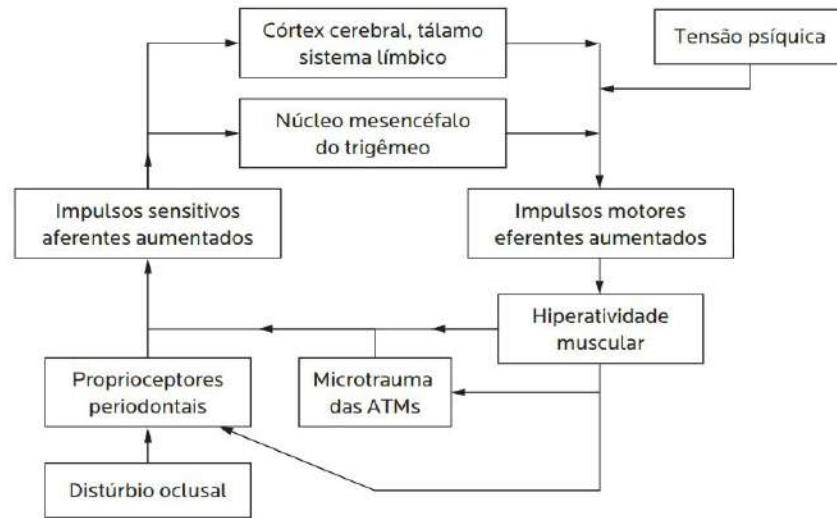 Córtex cerebral, tálamo
sistema límbico
Tensão psíquica
Núcleo mesencéfalo
do trigêmeo
Impulsos sensitivos
aferentes aumentados
Impulsos motores
eferentes aumentados
Hiperatividade
muscular
Proprioceptores
periodontais
Microtrauma
das ATMs
Distúrbio oclusal